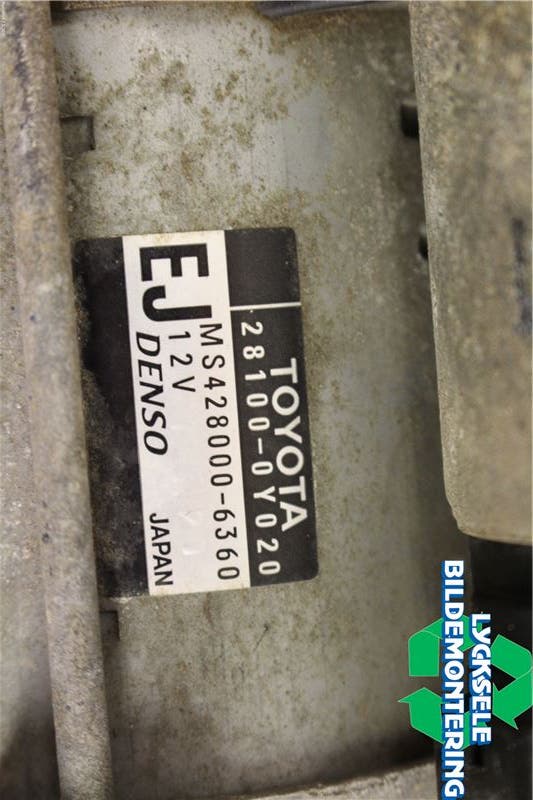 TOYOTA
28100-0Y020
EJ MS428000-6360
12V
DENSO JAPAN
LYCKSELE
BILDEMONTERING